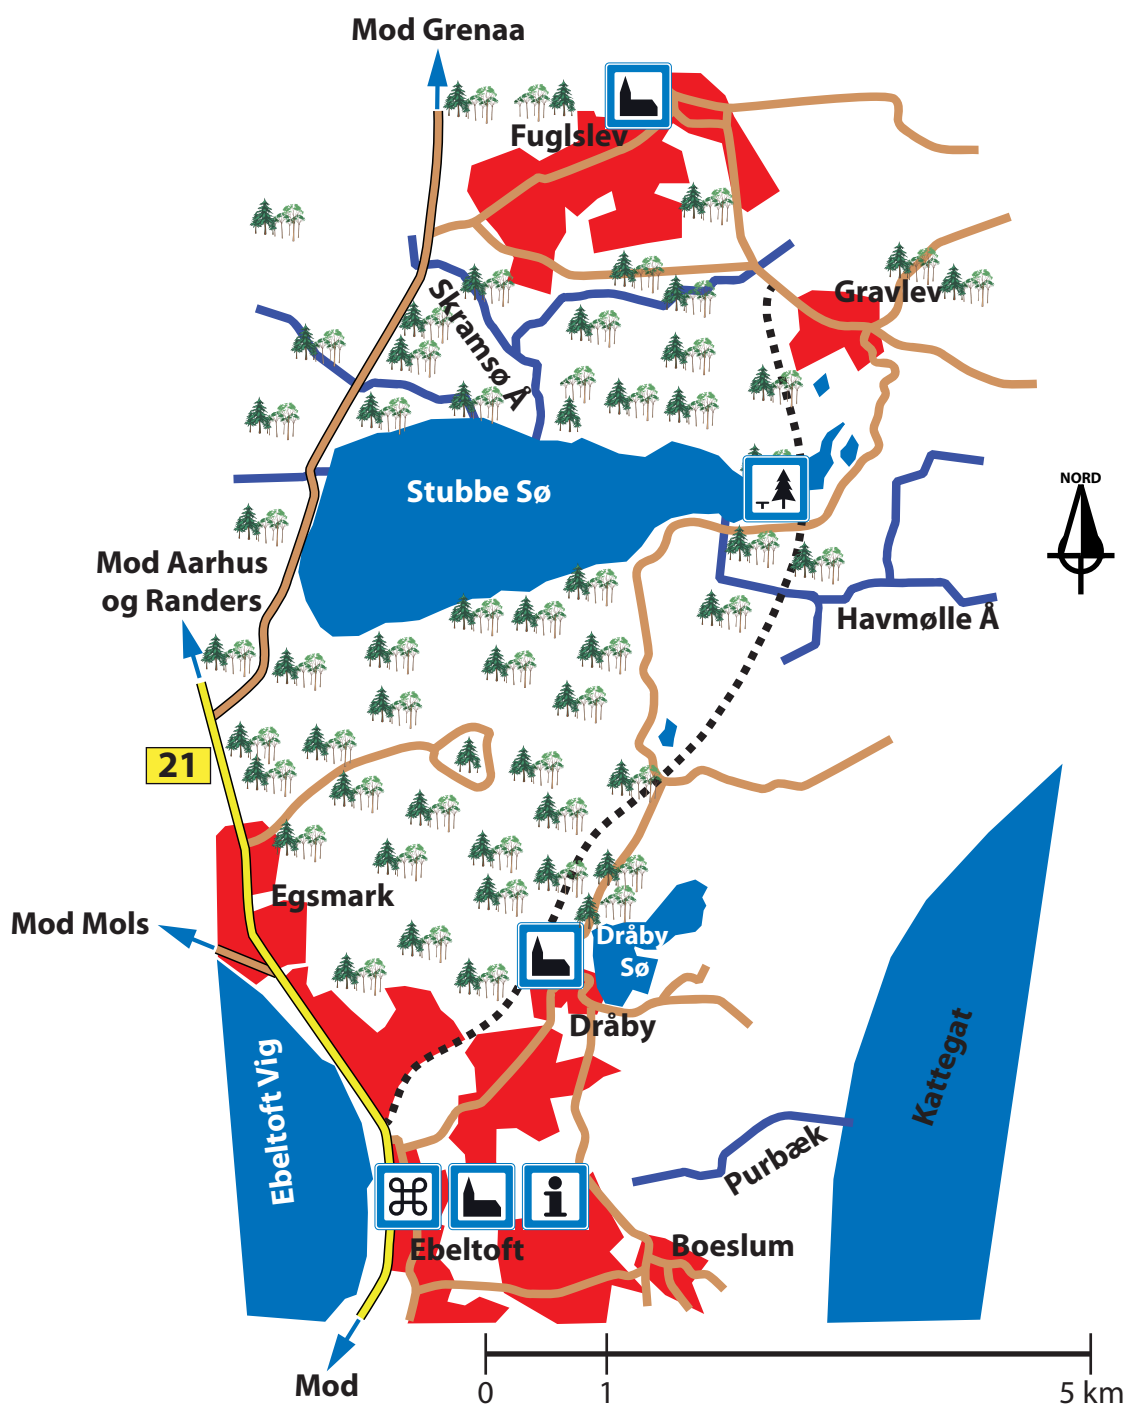 Mod Grenaa
Fuglslev
Gravlev
Skramsø Å
Stubbe Sø
NORD
Mod Aarhus
og Randers
Havmølle Å
21
Egsmark
Mod Mols
Dråby
Sø
Dråby
Kattegat
Ebeltoft Vig
Purbæk
Ebeltoft
Boeslum
Mod
0 1 5 km